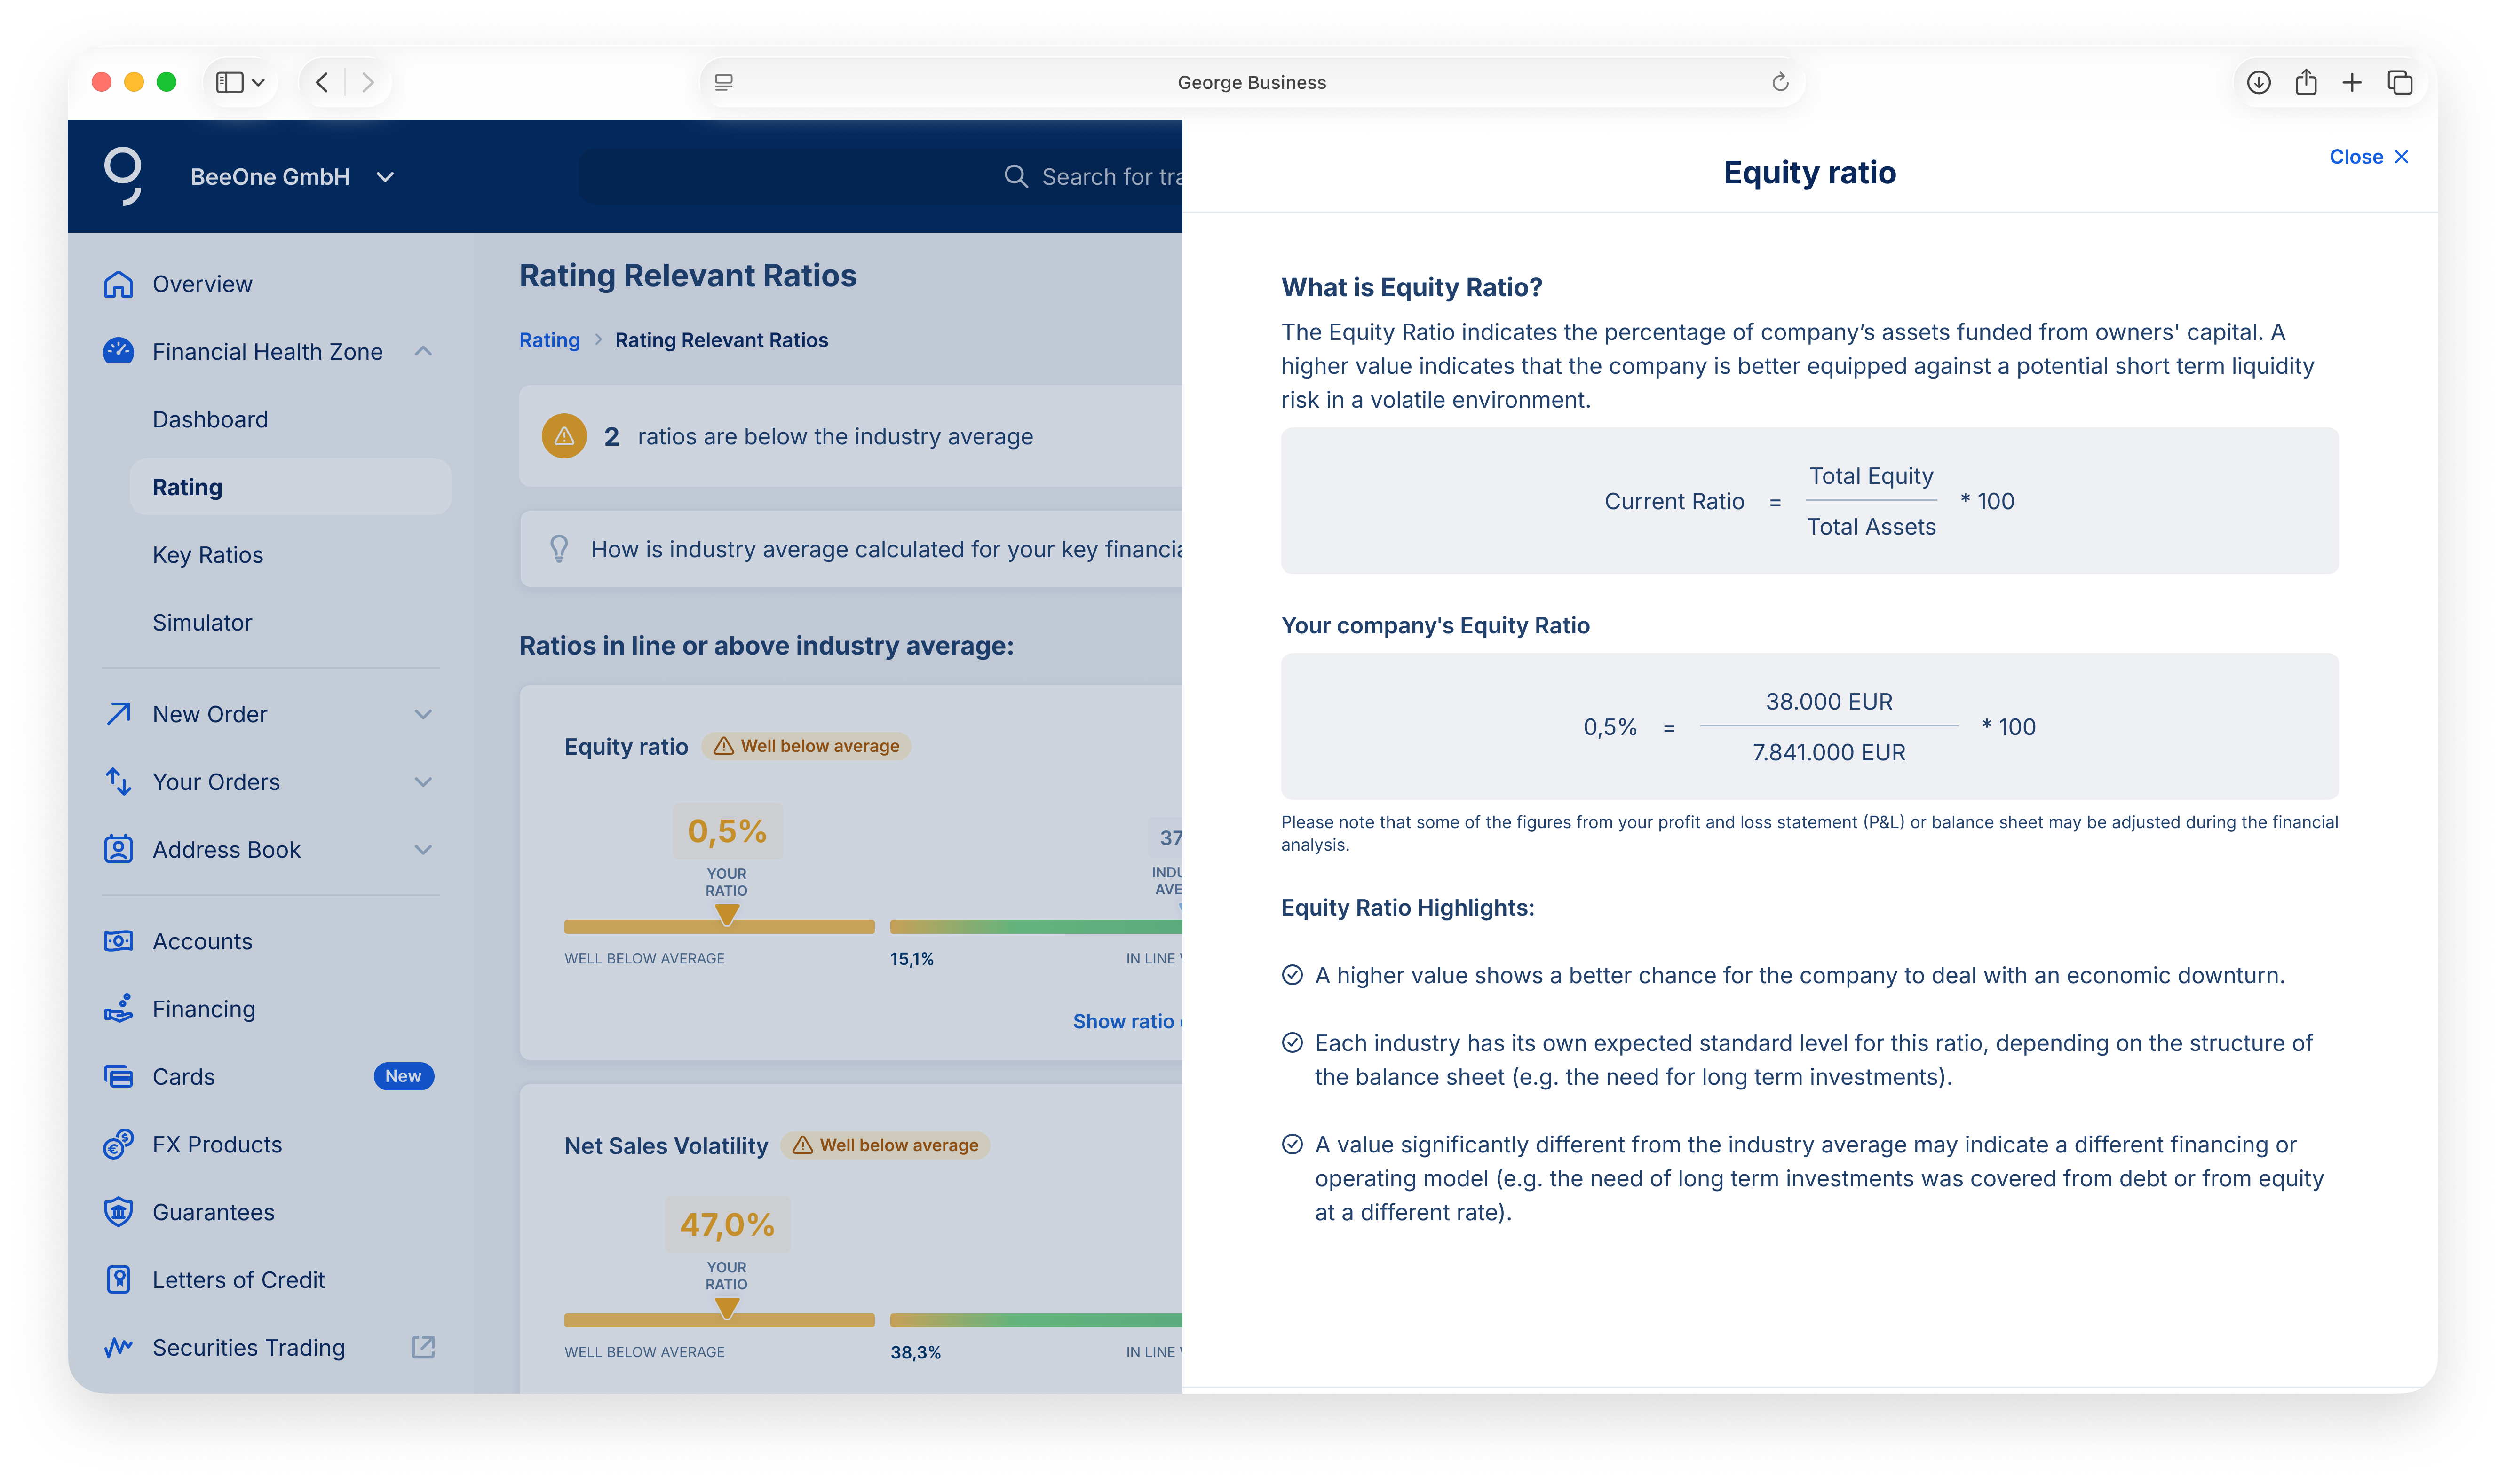 George Business
BeeOne GmbH
Search for tra
Close
Equity ratio
Overview
Financial Health Zone
Dashboard
Rating
Key Ratios
Simulator
New Order
Your Orders
Address Book
Accounts
Financing
Cards
New
FX Products
Guarantees
Letters of Credit
Securities Trading
Rating Relevant Ratios
Rating > Rating Relevant Ratios
2 ratios are below the industry average
How is industry average calculated for your key financia
Ratios in line or above industry average:
Equity ratio
Well below average
0,5%
YOUR
RATIO
37
INDU
AVE
WELL BELOW AVERAGE
15,1%
IN LINE
Show ratio
Net Sales Volatility
Well below average
47,0%
YOUR
RATIO
WELL BELOW AVERAGE
38,3%
IN LINE
What is Equity Ratio?
The Equity Ratio indicates the percentage of company’s assets funded from owners' capital. A
higher value indicates that the company is better equipped against a potential short term liquidity
risk in a volatile environment.
Total Equity
Current Ratio = * 100
Total Assets
Your company's Equity Ratio
38.000 EUR
0,5% = * 100
7.841.000 EUR
Please note that some of the figures from your profit and loss statement (P&L) or balance sheet may be adjusted during the financial
analysis.
Equity Ratio Highlights:
A higher value shows a better chance for the company to deal with an economic downturn.
Each industry has its own expected standard level for this ratio, depending on the structure of
the balance sheet (e.g. the need for long term investments).
A value significantly different from the industry average may indicate a different financing or
operating model (e.g. the need of long term investments was covered from debt or from equity
at a different rate).